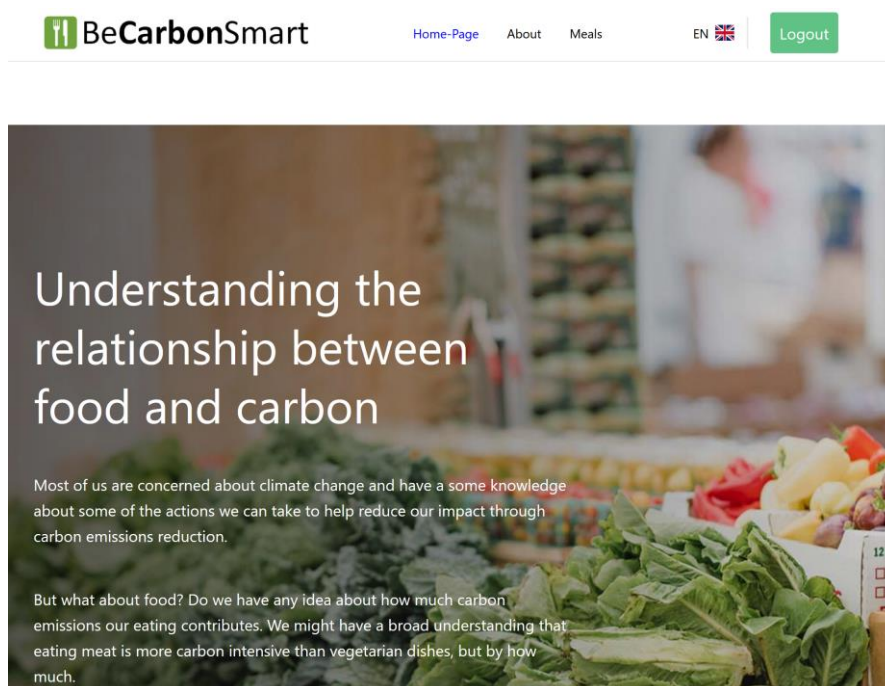 BeCarbonSmart
Home-Page
About
Meals
EN
Logout
Understanding the
relationship between
food and carbon
Most of us are concerned about climate change and have a some knowledge
about some of the actions we can take to help reduce our impact through
carbon emissions reduction.
But what about food? Do we have any idea about how much carbon
emissions our eating contributes. We might have a broad understanding that
eating meat is more carbon intensive than vegetarian dishes, but by how
much.
12